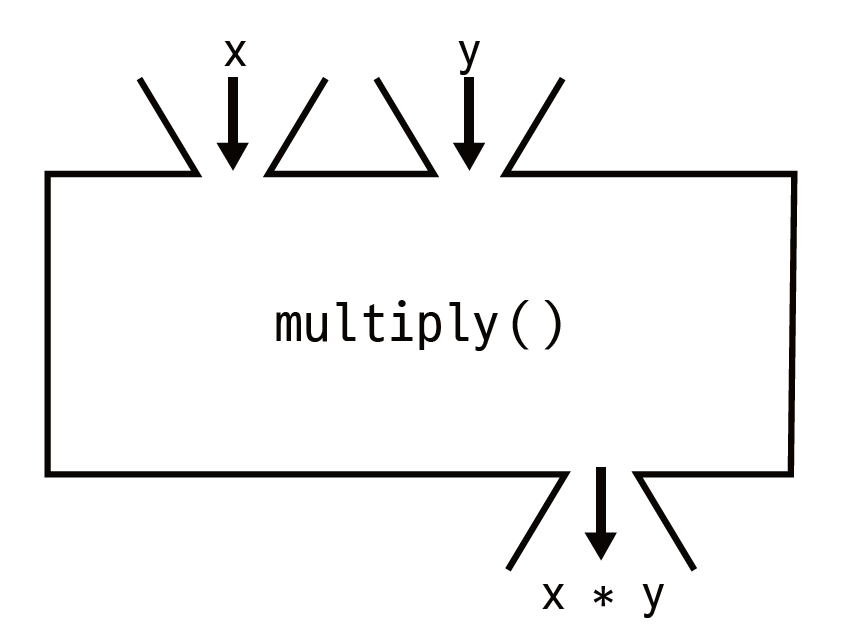 x y
multiply()
x * y